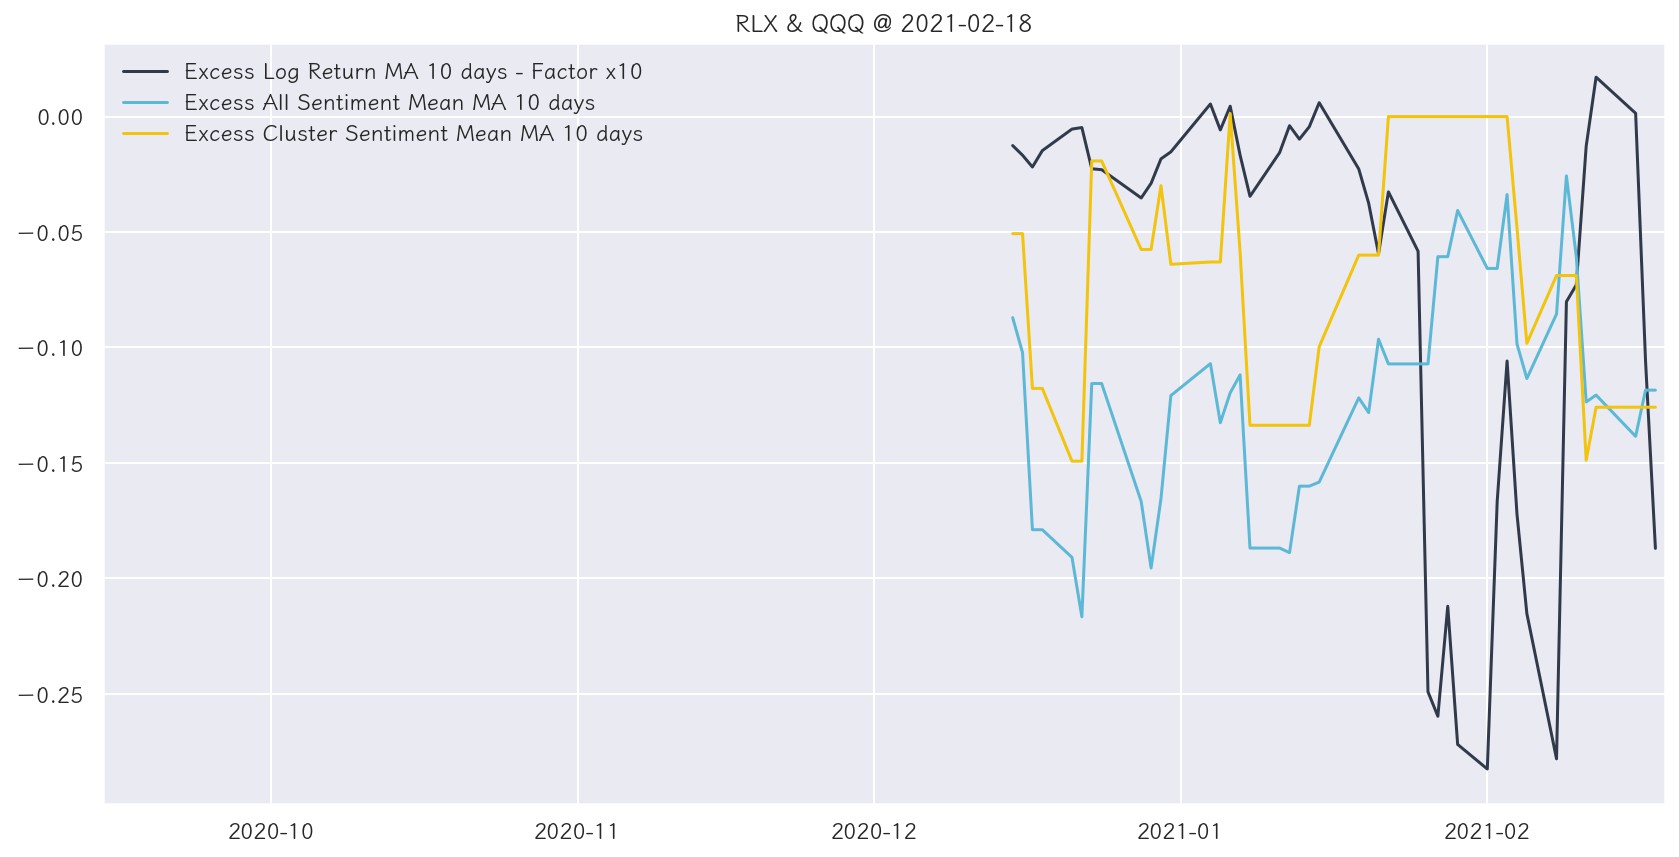 RLX & QQQ @ 2021-02-18
Excess Log Return MA 10 days - Factor x10
Excess All Sentiment Mean MA 10 days
Excess Cluster Sentiment Mean MA 10 days
0.00
−0.05
−0.10
−0.15
−0.20
−0.25
2020-10 2020-11 2020-12 2021-01 2021-02